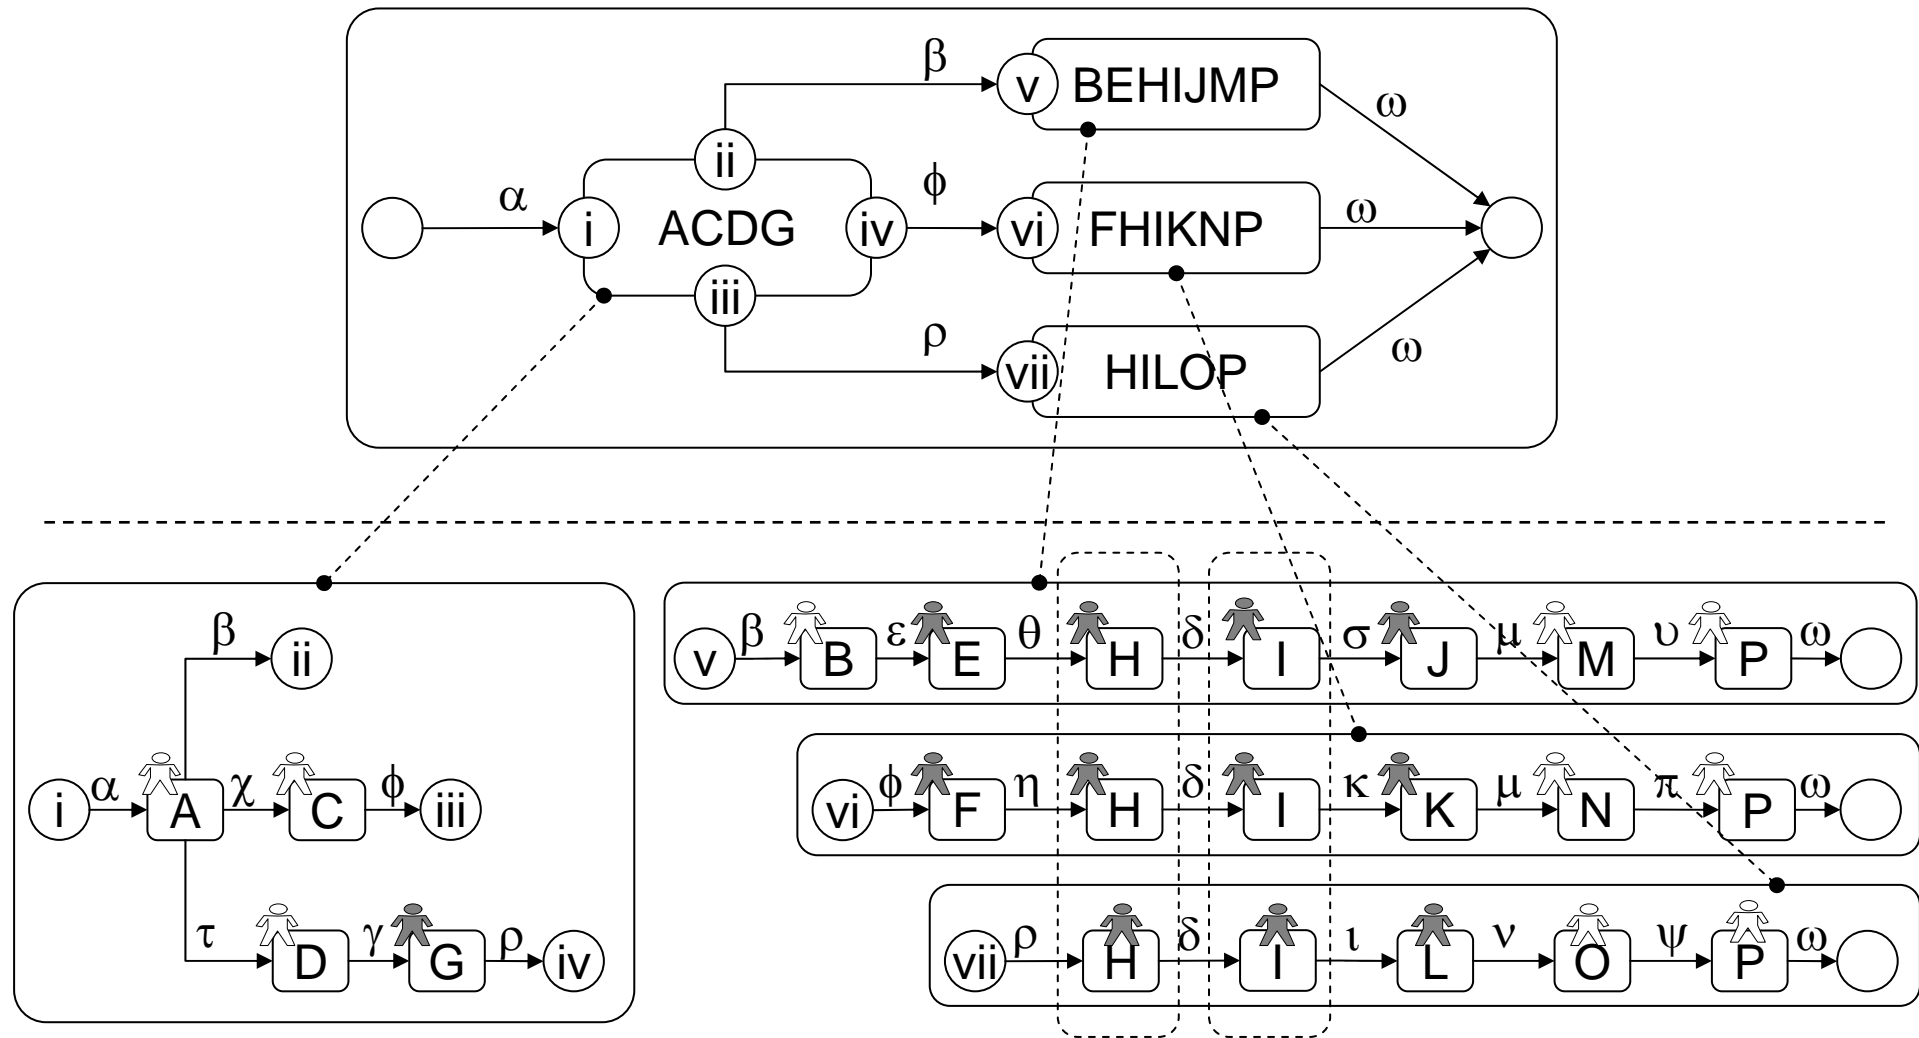 β v BEHIJMP ω
ii
α i ACDG iv ϕ vi FHIKNP ω
iii
ρ vii HILOP ω
β ii
i α A χ C ϕ iii
τ D γ G ρ iv
v β B ε E θ H δ I σ J μ M υ P ω
vi ϕ F η H δ I κ K μ N π P ω
vii ρ H δ I ι L ν O ψ P ω